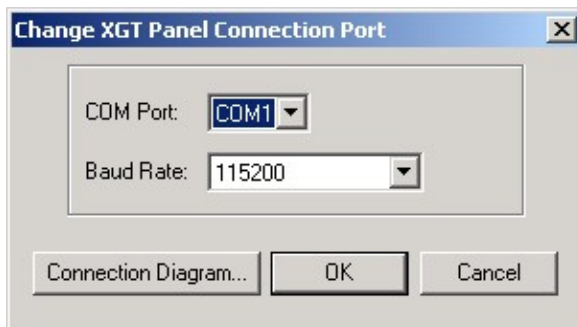 Change XGT Panel Connection Port
COM Port: COM1
Baud Rate: 115200
Connection Diagram... OK Cancel